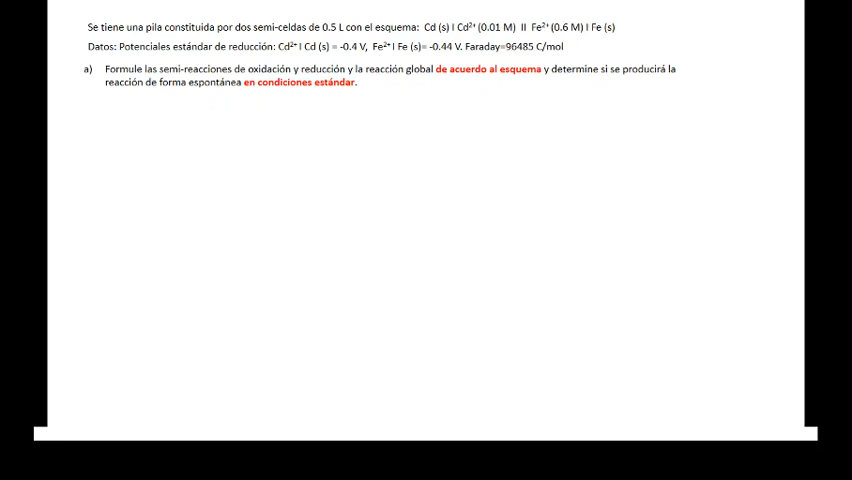 Se tiene una pila constituida por dos semi-celdas de 0.5 L con el esquema: Cd (s) I Cd²⁺ (0.01 M) II Fe²⁺ (0.6 M) I Fe (s)
Datos: Potenciales estándar de reducción: Cd²⁺ I Cd (s) = -0.4 V, Fe²⁺ I Fe (s)= -0.44 V. Faraday=96485 C/mol
a) Formule las semi-reacciones de oxidación y reducción y la reacción global de acuerdo al esquema y determine si se producirá la
reacción de forma espontánea en condiciones estándar.